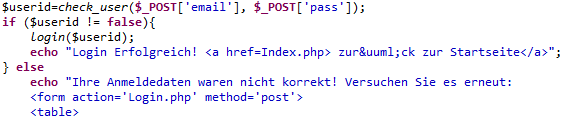 $userid=check_user($_POST['email'], $_POST['pass']);
if ($userid != false){
login($userid);
echo "Login Erfolgreich! <a href=Index.php> zur&uuml;ck zur Startseite</a>";
} else
echo "Ihre Anmeldedaten waren nicht korrekt! Versuchen Sie es erneut:
<form action='Login.php' method='post'>
<table>